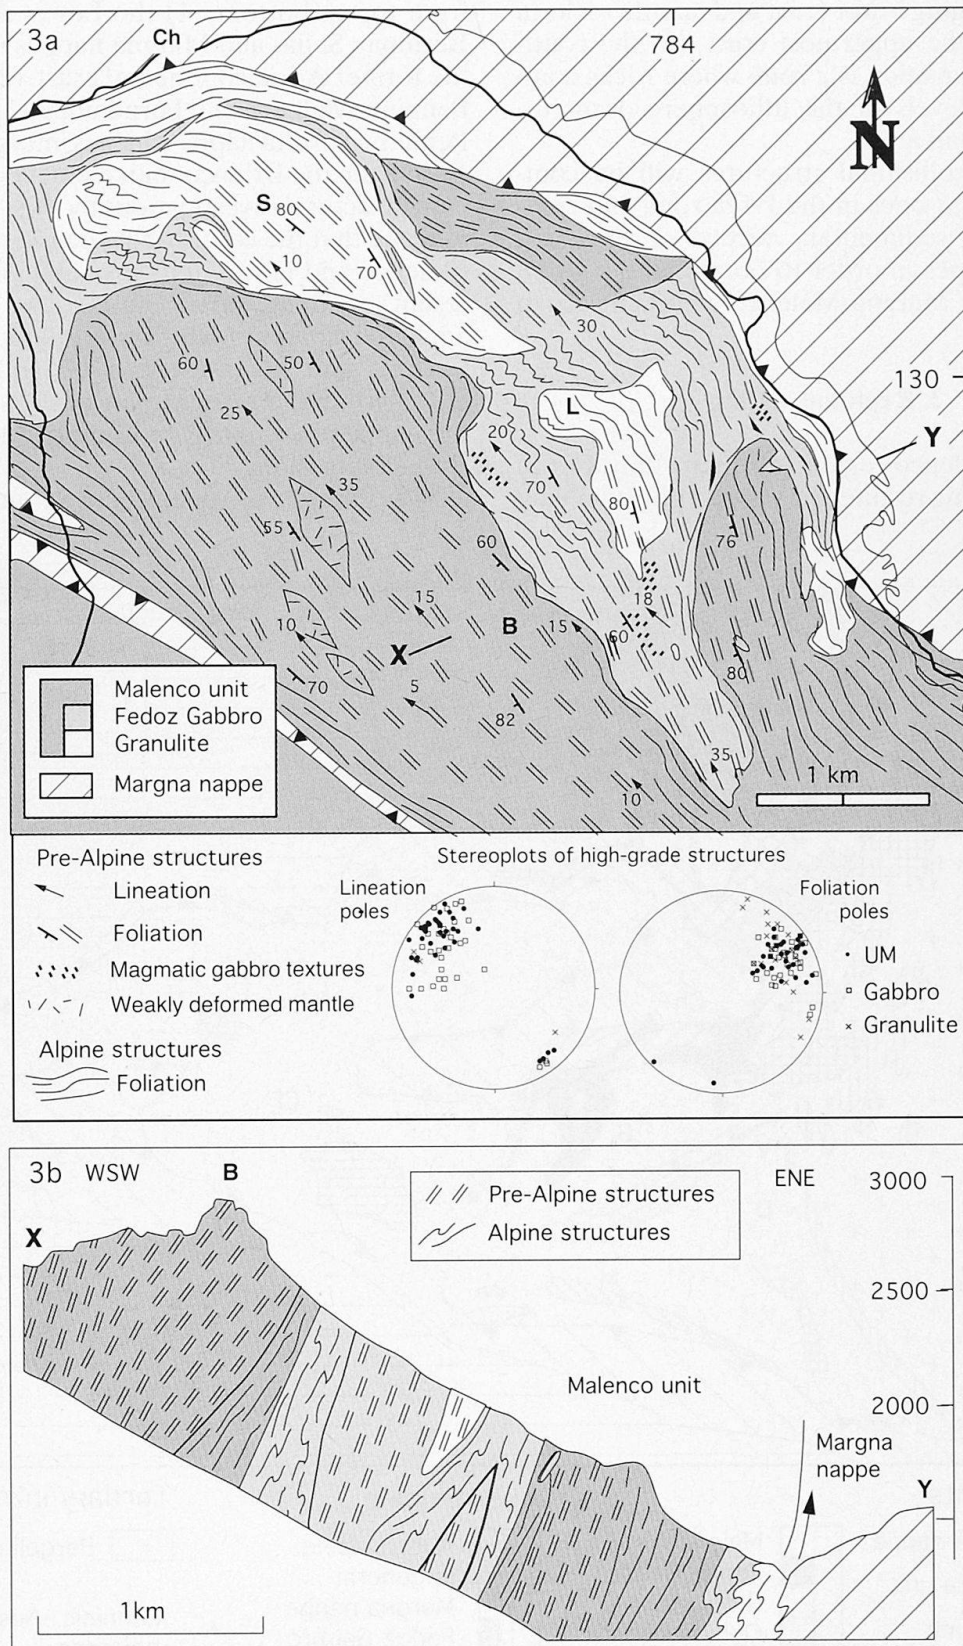 3a
Ch
784
N
S 80
10
70
30
60
50
130
25
L
20
Y
35
70
80
55
76
60
15
18
B
15
60
10
X
5
80
70
82
35
10
Malenco unit
Fedoz Gabbro
Granulite
Margna nappe
1 km
Pre-Alpine structures
Lineation
Foliation
Magmatic gabbro textures
Weakly deformed mantle
Alpine structures
Foliation
Stereoplots of high-grade structures
Lineation
poles
Foliation
poles
UM
Gabbro
Granulite
3b WSW
B
ENE
3000
Pre-Alpine structures
Alpine structures
X
2500
Malenco unit
2000
Margna
nappe
Y
1km